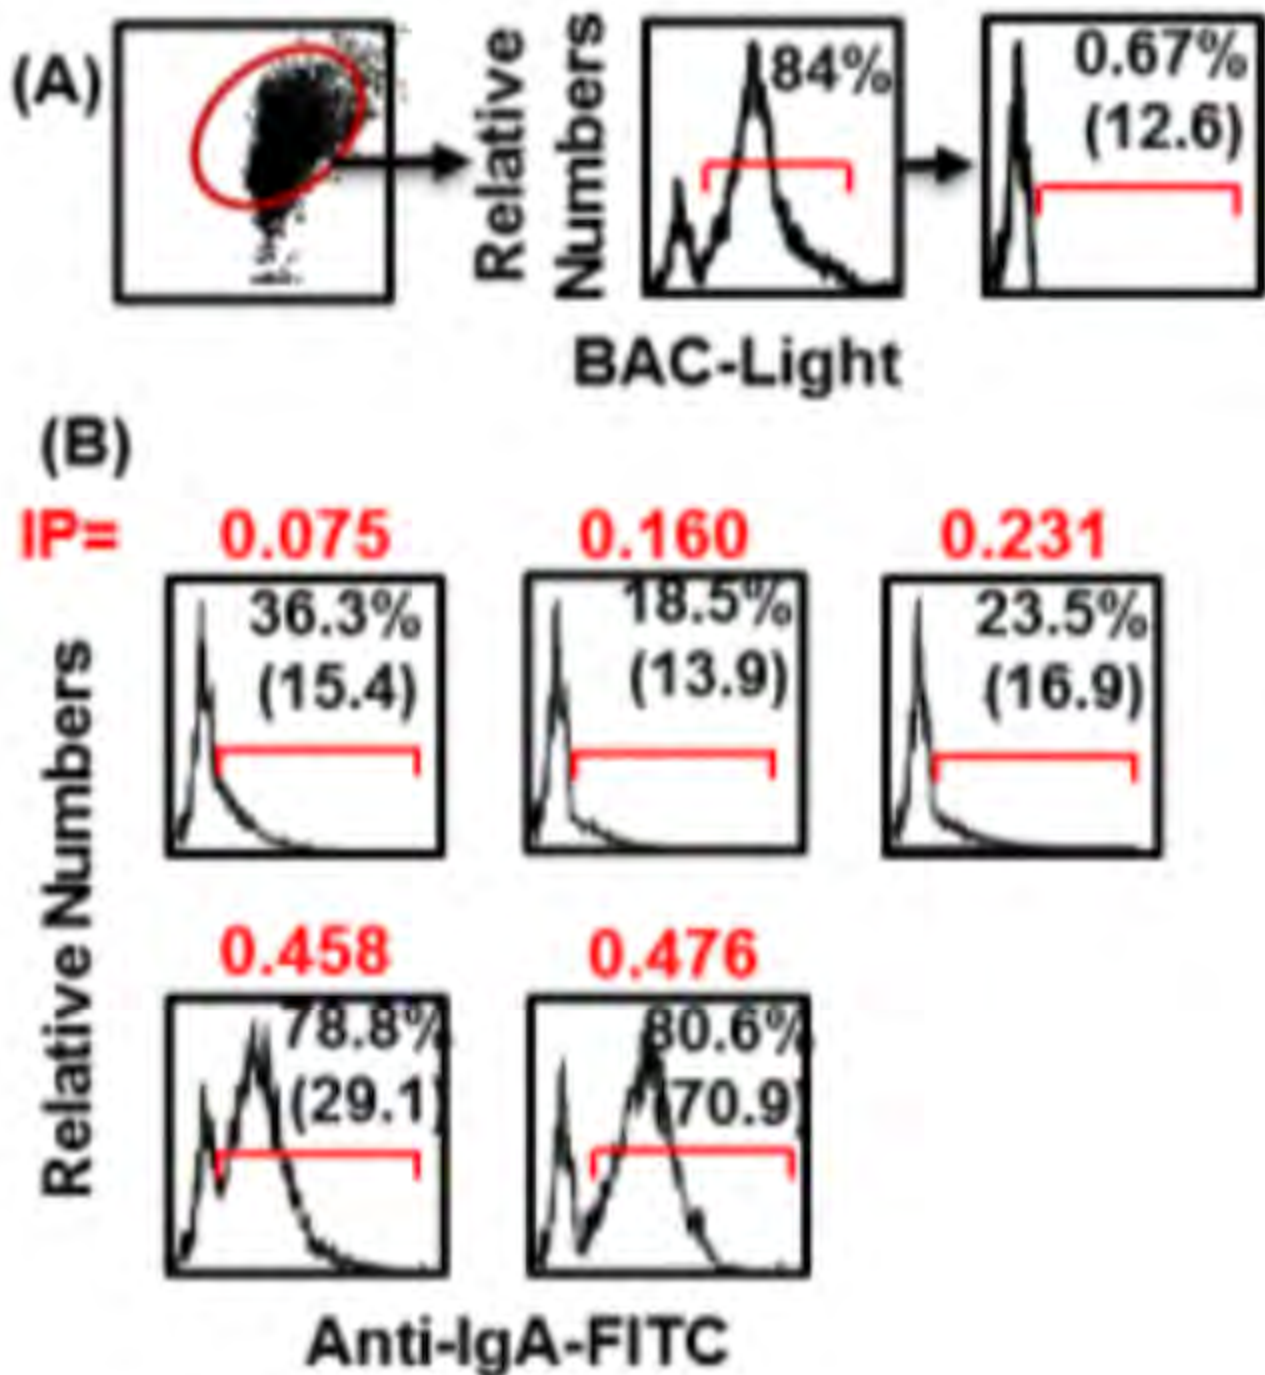 (A)
Relative
Numbers
84%
0.67%
(12.6)
BAC-Light
(B)
IP= 0.075 0.160 0.231
36.3% 18.5% 23.5%
(15.4) (13.9) (16.9)
Relative Numbers
0.458 0.476
78.8% 80.6%
(29.1) (70.9)
Anti-IgA-FITC